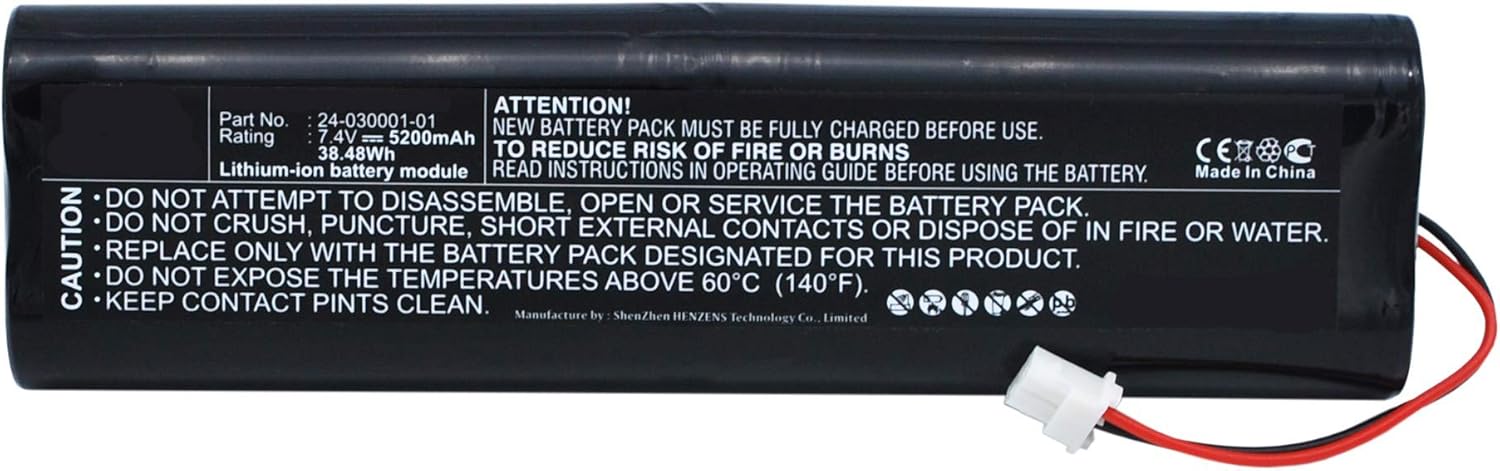 Part No. : 24-030001-01
Rating : 7.4V 5200mAh
38.48Wh
Lithium-ion battery module
ATTENTION!
NEW BATTERY PACK MUST BE FULLY CHARGED BEFORE USE.
TO REDUCE RISK OF FIRE OR BURNS
READ INSTRUCTIONS IN OPERATING GUIDE BEFORE USING THE BATTERY.
CE PCT
Made In China
CAUTION
•DO NOT ATTEMPT TO DISASSEMBLE, OPEN OR SERVICE THE BATTERY PACK.
•DO NOT CRUSH, PUNCTURE, SHORT EXTERNAL CONTACTS OR DISPOSE OF IN FIRE OR WATER.
•REPLACE ONLY WITH THE BATTERY PACK DESIGNATED FOR THIS PRODUCT.
•DO NOT EXPOSE THE TEMPERATURES ABOVE 60°C (140°F).
•KEEP CONTACT PINTS CLEAN.
Manufacture by : ShenZhen HENZENS Technology Co., Limited
Pb